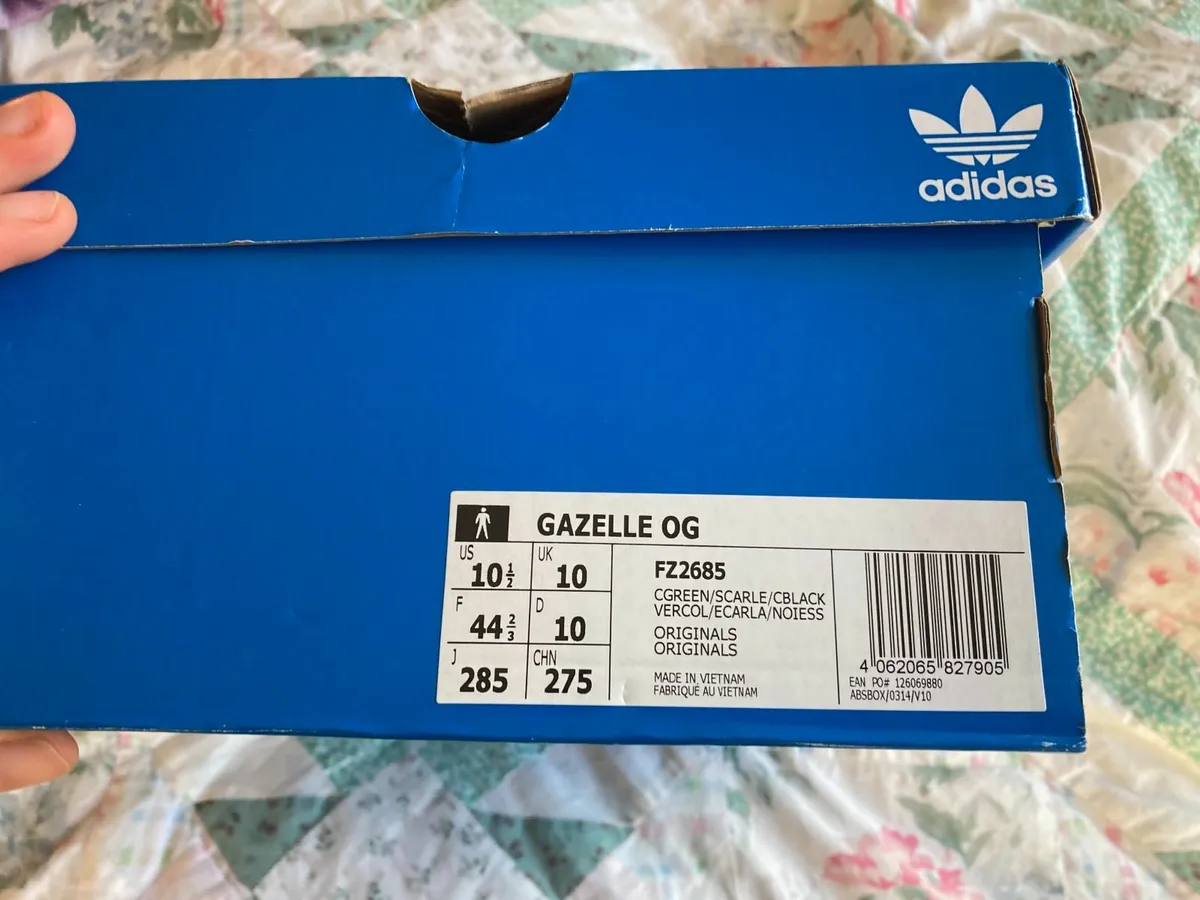 adidas
GAZELLE OG
US 10½ UK 10
F 44⅔ D 10
J 285 CHN 275
FZ2685
CGREEN/SCARLE/CBLACK
VERCOL/ECARLA/NOIESS
ORIGINALS
ORIGINALS
MADE IN VIETNAM
FABRIQUÉ AU VIETNAM
4 062065 827905
EAN PO# 126069880
ABSBOX/0314/V10